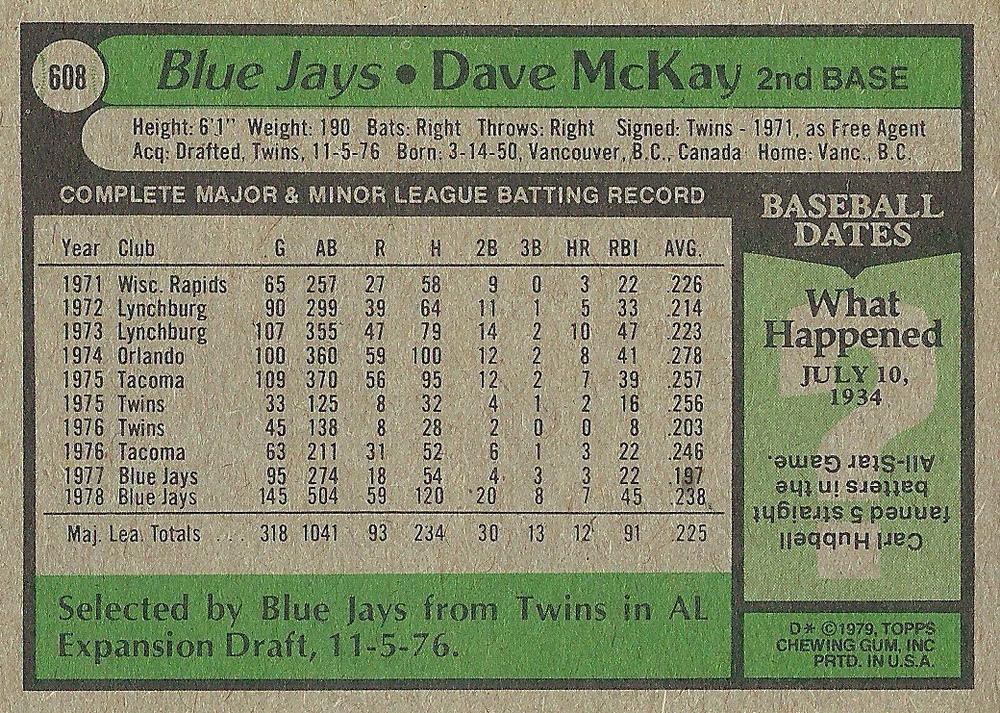 608
Blue Jays • Dave McKay 2nd BASE
Height: 6'1" Weight: 190 Bats: Right Throws: Right Signed: Twins - 1971, as Free Agent
Acq: Drafted, Twins, 11-5-76 Born: 3-14-50, Vancouver, B.C., Canada Home: Vanc., B.C.
COMPLETE MAJOR & MINOR LEAGUE BATTING RECORD
Year Club G AB R H 2B 3B HR RBI AVG.
1971 Wisc. Rapids 65 257 27 58 9 0 3 22 .226
1972 Lynchburg 90 299 39 64 11 1 5 33 .214
1973 Lynchburg 107 355 47 79 14 2 10 47 .223
1974 Orlando 100 360 59 100 12 2 8 41 .278
1975 Tacoma 109 370 56 95 12 2 7 39 .257
1975 Twins 33 125 8 32 4 1 2 16 .256
1976 Twins 45 138 8 28 2 0 0 8 .203
1976 Tacoma 63 211 31 52 6 1 3 22 .246
1977 Blue Jays 95 274 18 54 4 3 3 22 .197
1978 Blue Jays 145 504 59 120 20 8 7 45 .238
Maj. Lea. Totals ... 318 1041 93 234 30 13 12 91 .225
Selected by Blue Jays from Twins in AL
Expansion Draft, 11-5-76.
BASEBALL
DATES
What
Happened
JULY 10,
1934
?
Carl Hubbell
fanned 5 straight
batters in the
All-Star Game.
D* ©1979, TOPPS
CHEWING GUM, INC
PRTD. IN U.S.A.